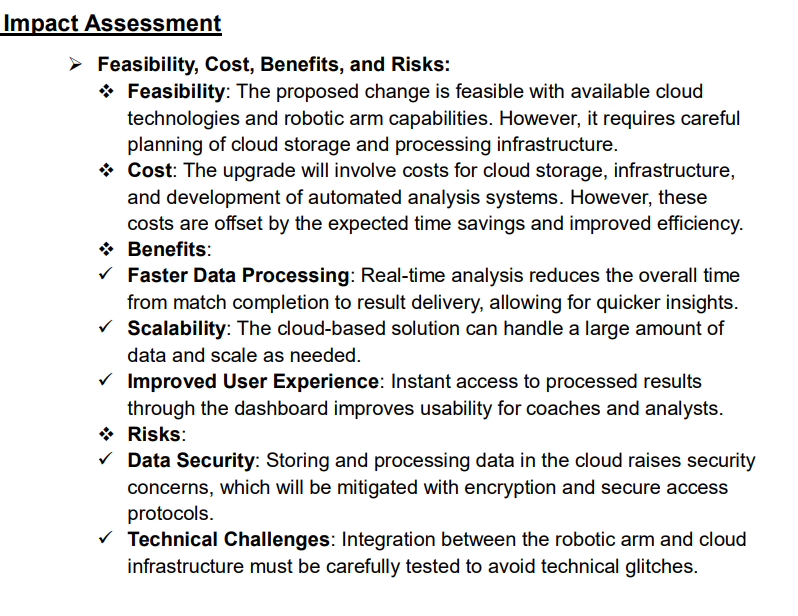 Impact Assessment
➢ Feasibility, Cost, Benefits, and Risks:
❖ Feasibility: The proposed change is feasible with available cloud
technologies and robotic arm capabilities. However, it requires careful
planning of cloud storage and processing infrastructure.
❖ Cost: The upgrade will involve costs for cloud storage, infrastructure,
and development of automated analysis systems. However, these
costs are offset by the expected time savings and improved efficiency.
❖ Benefits:
✓ Faster Data Processing: Real-time analysis reduces the overall time
from match completion to result delivery, allowing for quicker insights.
✓ Scalability: The cloud-based solution can handle a large amount of
data and scale as needed.
✓ Improved User Experience: Instant access to processed results
through the dashboard improves usability for coaches and analysts.
❖ Risks:
✓ Data Security: Storing and processing data in the cloud raises security
concerns, which will be mitigated with encryption and secure access
protocols.
✓ Technical Challenges: Integration between the robotic arm and cloud
infrastructure must be carefully tested to avoid technical glitches.